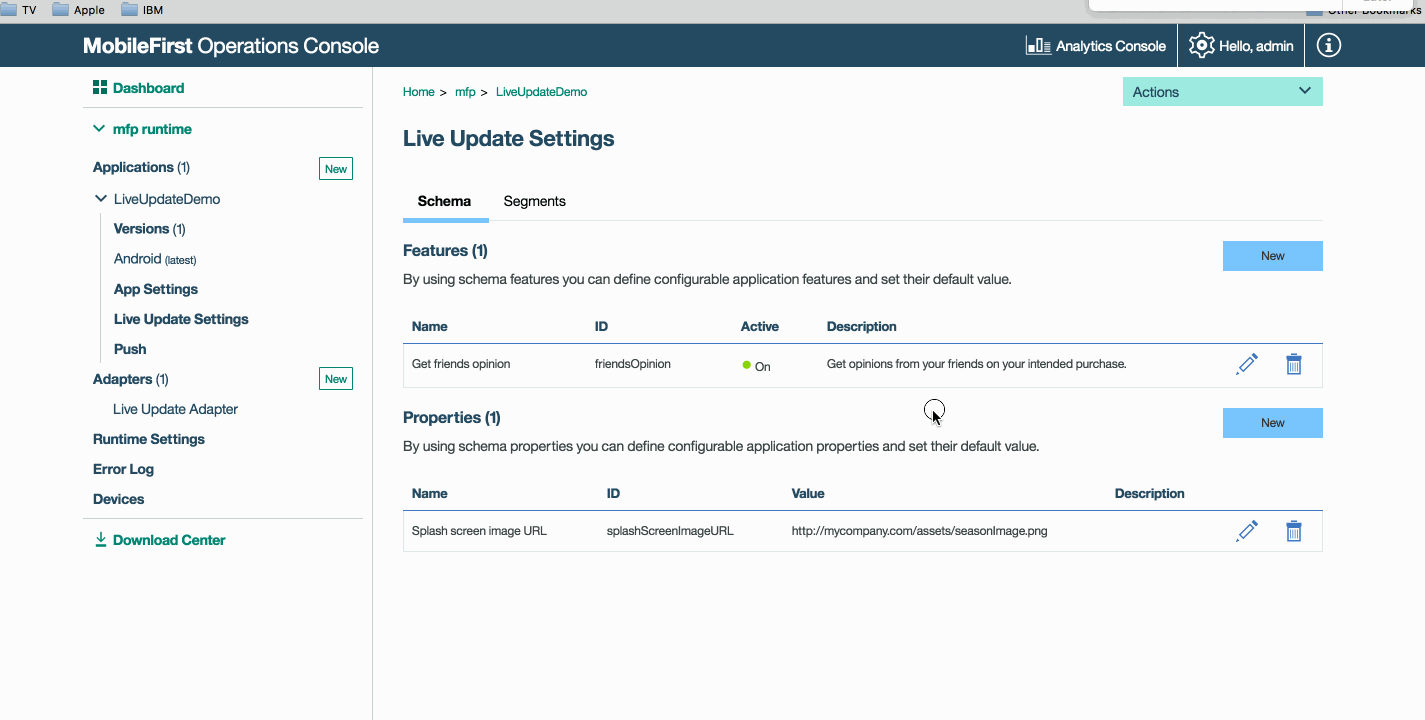 TV Apple IBM Other Bookmarks
MobileFirst Operations Console Analytics Console Hello, admin
Dashboard
mfp runtime
Applications (1) New
LiveUpdateDemo
Versions (1)
Android (latest)
App Settings
Live Update Settings
Push
Adapters (1) New
Live Update Adapter
Runtime Settings
Error Log
Devices
Download Center
Home > mfp > LiveUpdateDemo Actions
Live Update Settings
Schema Segments
Features (1) New
By using schema features you can define configurable application features and set their default value.
Name ID Active Description
Get friends opinion friendsOpinion On Get opinions from your friends on your intended purchase.
Properties (1) New
By using schema properties you can define configurable application properties and set their default value.
Name ID Value Description
Splash screen image URL splashScreenImageURL http://mycompany.com/assets/seasonImage.png